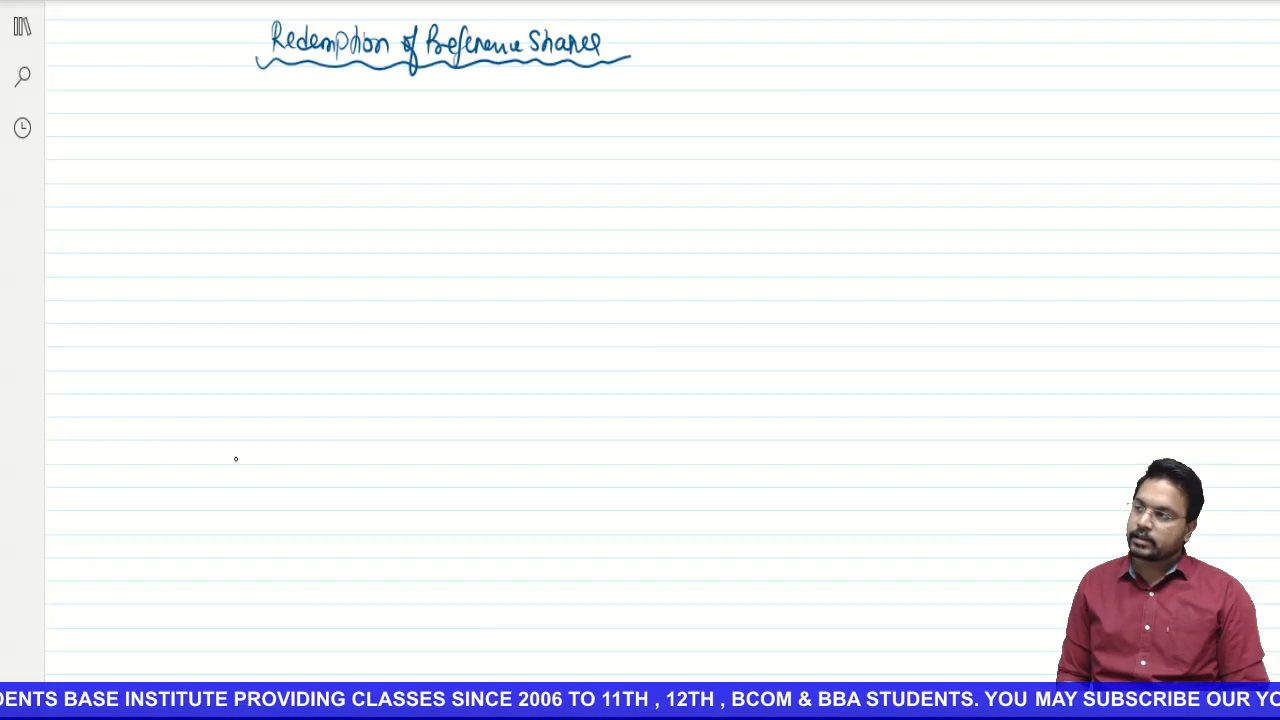 Redemption of Preference Shares
DENTS BASE INSTITUTE PROVIDING CLASSES SINCE 2006 TO 11TH , 12TH , BCOM & BBA STUDENTS. YOU MAY SUBSCRIBE OUR YO